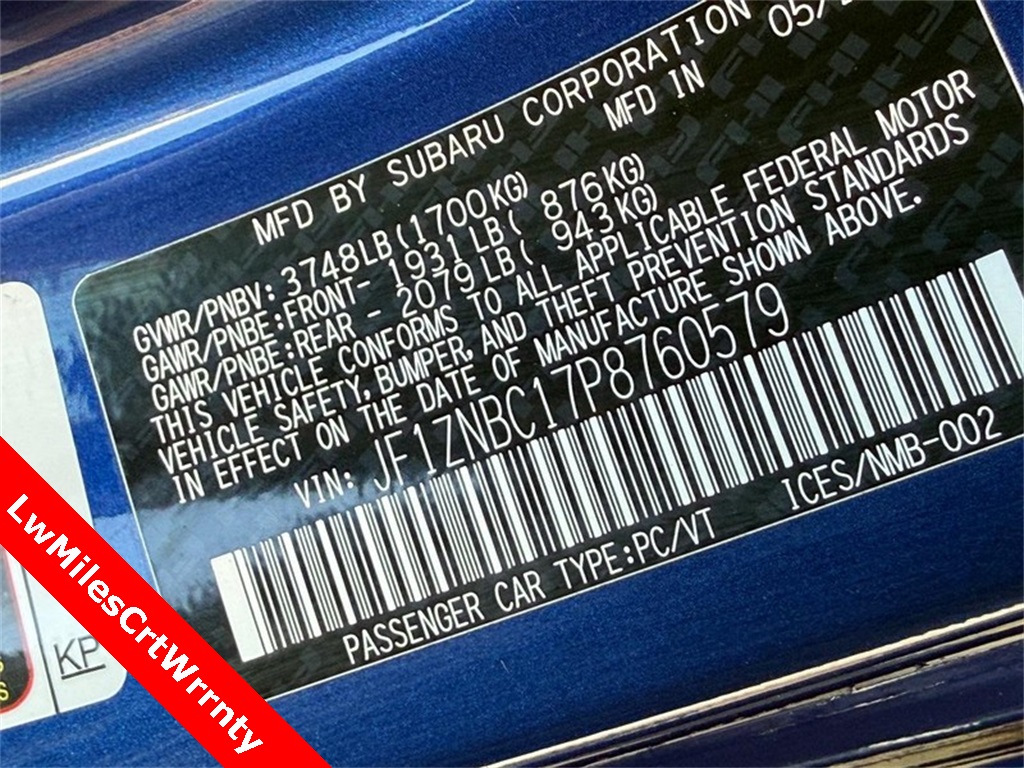 MFD BY SUBARU CORPORATION 05/
MFD IN
GVWR/PNBV: 3748LB(1700KG)
GAWR/PNBE:FRONT- 1931LB( 876KG)
GAWR/PNBE:REAR - 2079LB( 943KG)
THIS VEHICLE CONFORMS TO ALL APPLICABLE FEDERAL MOTOR
VEHICLE SAFETY,BUMPER,AND THEFT PREVENTION STANDARDS
IN EFFECT ON THE DATE OF MANUFACTURE SHOWN ABOVE.
VIN: JF1ZNBC17P8760579
PASSENGER CAR TYPE:PC/VT ICES/NMB-002
KP
LwMilesCrtWrrnty